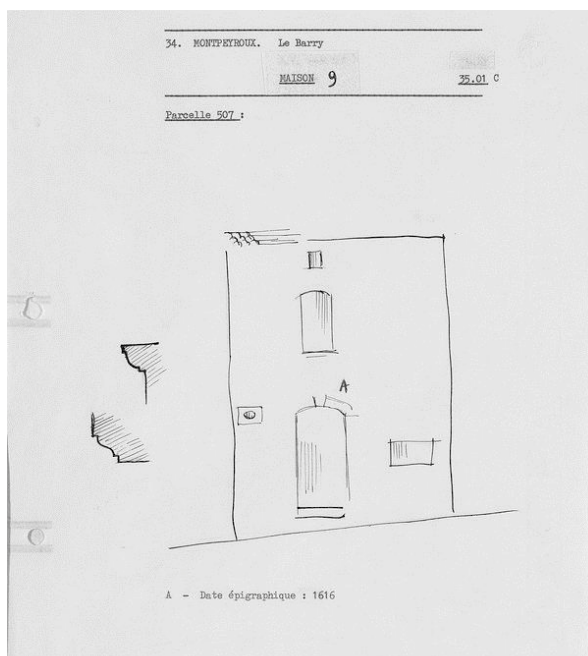 34. MONTPEYROUX. Le Barry
MAISON 9 35.01 C
Parcelle 507 :
A
A - Date épigraphique : 1616